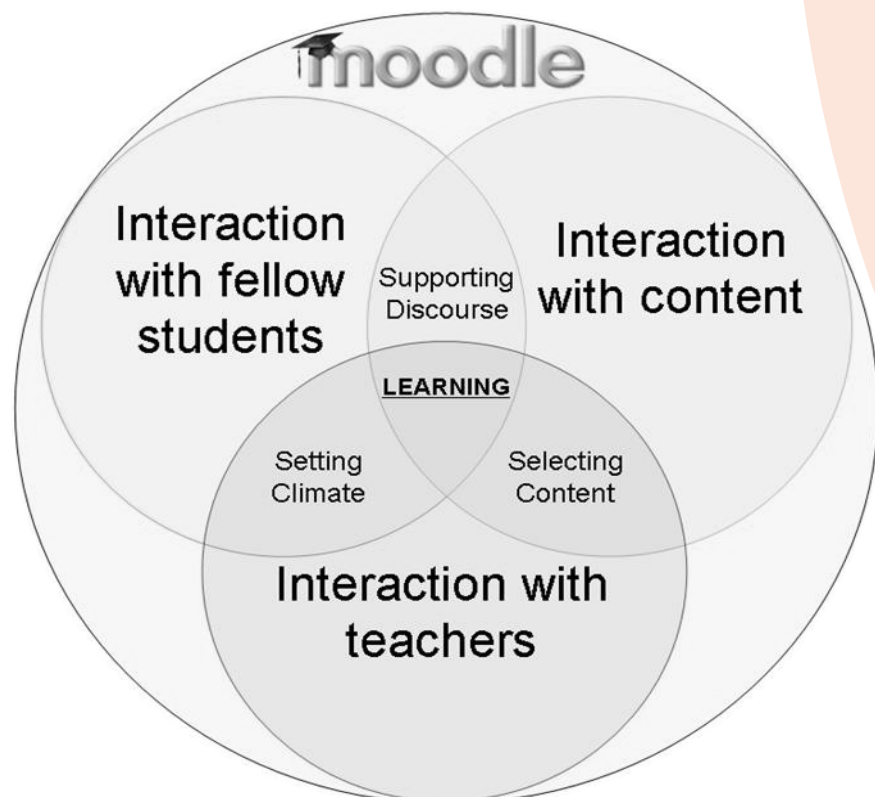 moodle
Interaction
with fellow
students
Interaction
with content
Supporting
Discourse
LEARNING
Setting
Climate
Selecting
Content
Interaction with
teachers